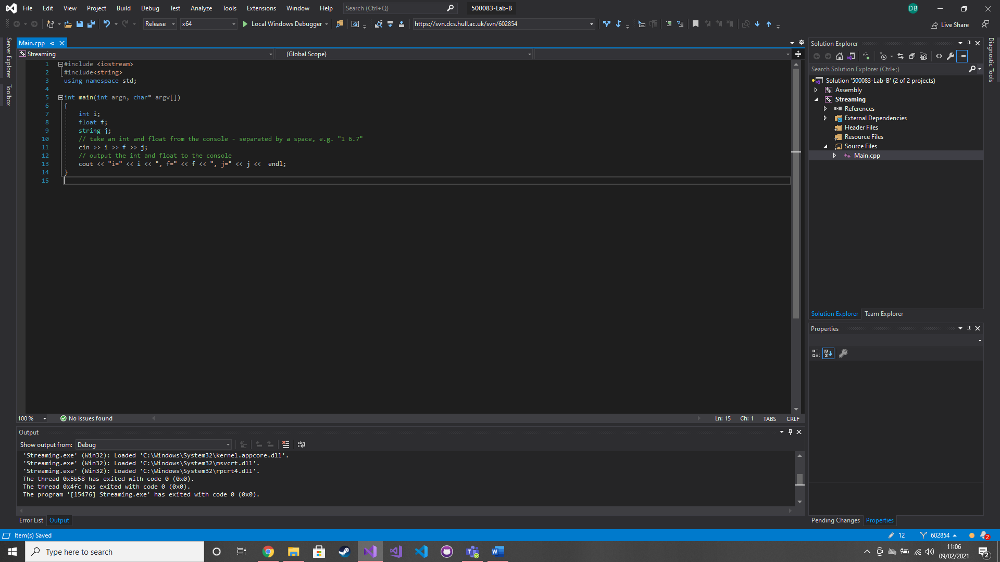 File Edit View Project Build Debug Test Analyze Tools Extensions Window Help Search (Ctrl+Q) 500083-Lab-B DB
Release x64 Local Windows Debugger https://svn.dcs.hull.ac.uk/svn/602854 Live Share
Server Explorer
Toolbox
Main.cpp
Streaming (Global Scope)
1 #include <iostream>
2 #include<string>
3 using namespace std;
4
5 int main(int argn, char* argv[])
6 {
7 int i;
8 float f;
9 string j;
10 // take an int and float from the console - separated by a space, e.g. "1 6.7"
11 cin >> i >> f >> j;
12 // output the int and float to the console
13 cout << "i=" << i << ", f=" << f << ", j=" << j <<  endl;
14 }
15
100 % No issues found Ln: 15 Ch: 1 TABS CRLF
Output
Show output from: Debug
'Streaming.exe' (Win32): Loaded 'C:\Windows\System32\kernel.appcore.dll'.
'Streaming.exe' (Win32): Loaded 'C:\Windows\System32\msvcrt.dll'.
'Streaming.exe' (Win32): Loaded 'C:\Windows\System32\rpcrt4.dll'.
The thread 0x5b58 has exited with code 0 (0x0).
The thread 0x4fc has exited with code 0 (0x0).
The program '[15476] Streaming.exe' has exited with code 0 (0x0).
Error List Output
Solution Explorer
Search Solution Explorer (Ctrl+;)
Solution '500083-Lab-B' (2 of 2 projects)
Assembly
Streaming
References
External Dependencies
Header Files
Resource Files
Source Files
Main.cpp
Solution Explorer Team Explorer
Properties
Pending Changes Properties
Diagnostic Tools
Item(s) Saved 12 602854 2
Type here to search
11:06
09/02/2021
2